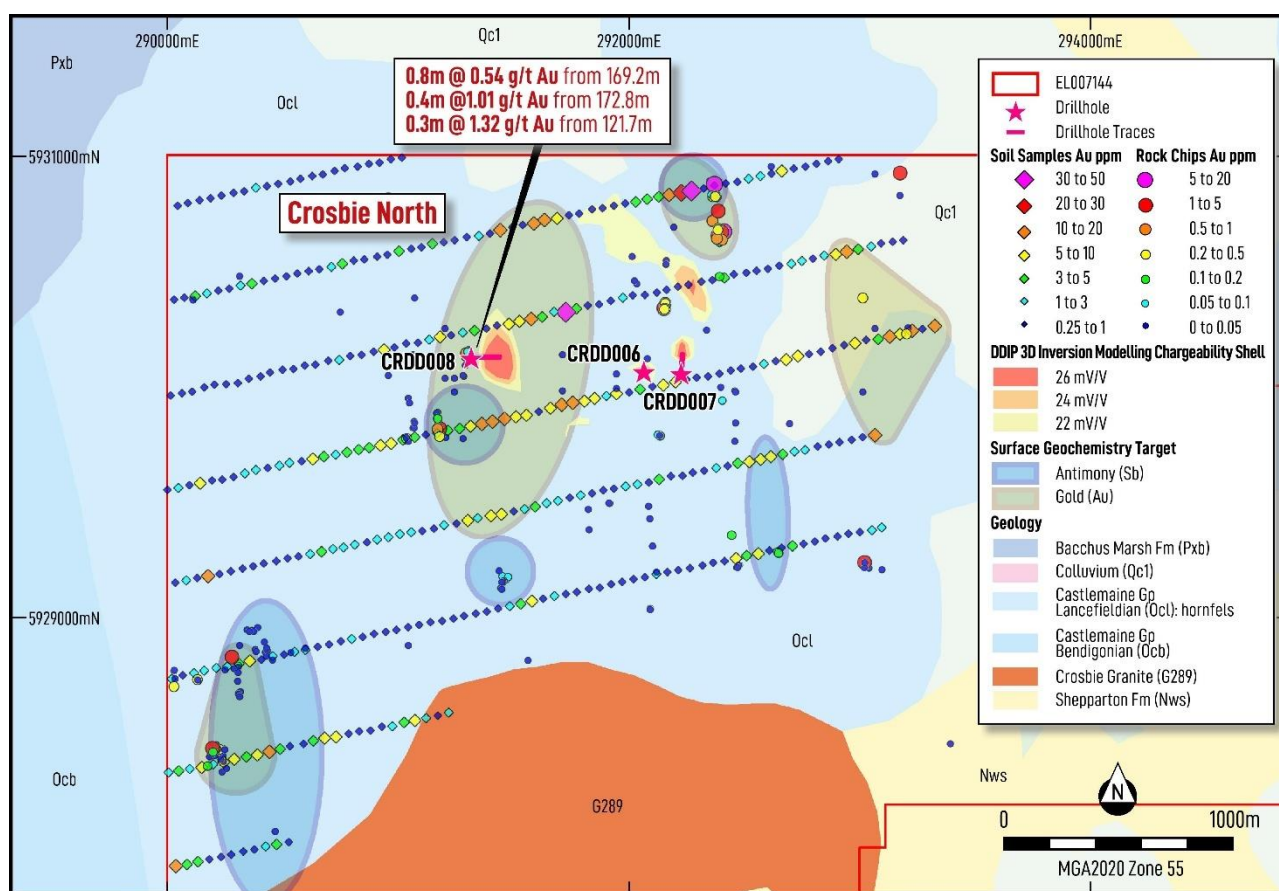 290000mE
292000mE
294000mE
Qc1
Pxb
Ocl
0.8m @ 0.54 g/t Au from 169.2m
0.4m @1.01 g/t Au from 172.8m
0.3m @ 1.32 g/t Au from 121.7m
5931000mN
Crosbie North
Qc1
CRDD008
CRDD006
CRDD007
5929000mN
Ocl
Ocb
G289
Nws
EL007144
Drillhole
Drillhole Traces
Soil Samples Au ppm
30 to 50
20 to 30
10 to 20
5 to 10
3 to 5
1 to 3
0.25 to 1
Rock Chips Au ppm
5 to 20
1 to 5
0.5 to 1
0.2 to 0.5
0.1 to 0.2
0.05 to 0.1
0 to 0.05
DDIP 3D Inversion Modelling Chargeability Shell
26 mV/V
24 mV/V
22 mV/V
Surface Geochemistry Target
Antimony (Sb)
Gold (Au)
Geology
Bacchus Marsh Fm (Pxb)
Colluvium (Qc1)
Castlemaine Gp
Lancefieldian (Ocl): hornfels
Castlemaine Gp
Bendigonian (Ocb)
Crosbie Granite (G289)
Shepparton Fm (Nws)
N
0
1000m
MGA2020 Zone 55